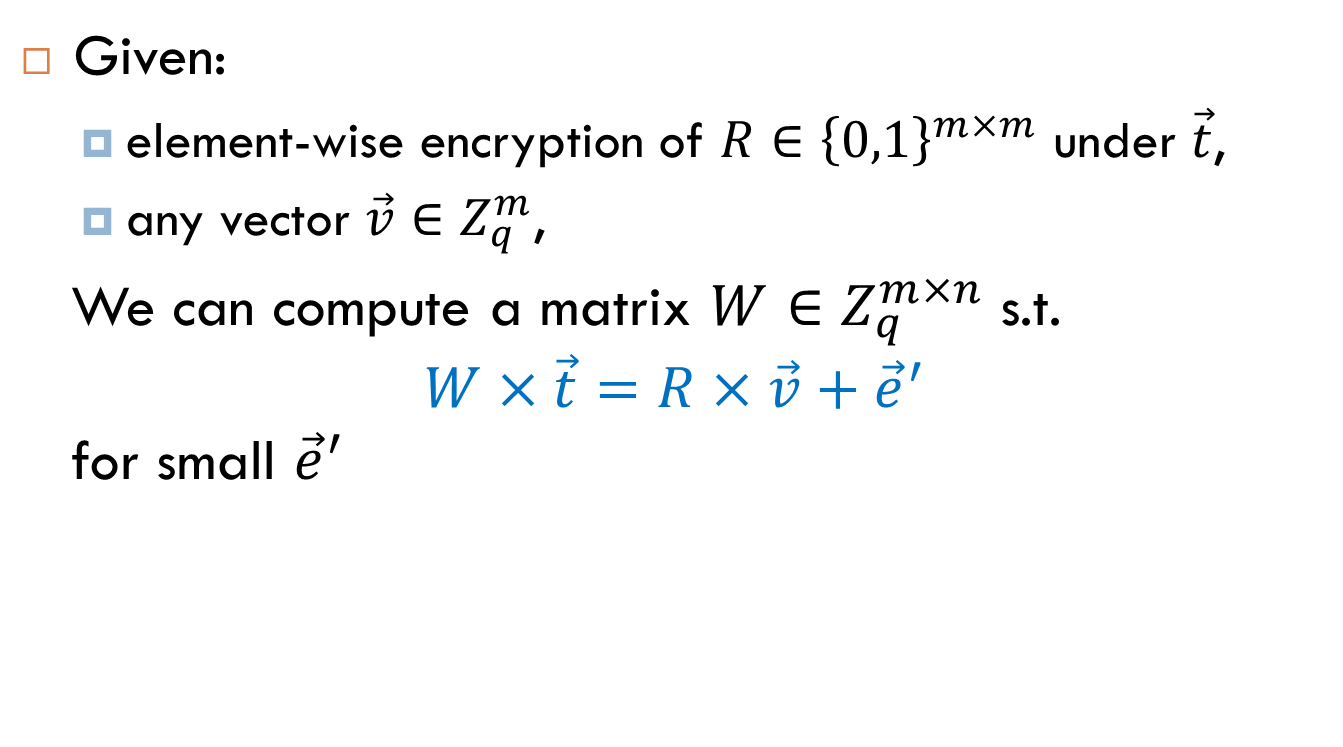 Given:
element-wise encryption of 𝑅 ∈ {0,1}^{𝑚×𝑚} under 𝑡⃗,
any vector 𝑣⃗ ∈ 𝑍_𝑞^𝑚,
We can compute a matrix 𝑊 ∈ 𝑍_𝑞^{𝑚×𝑛} s.t.
𝑊 × 𝑡⃗ = 𝑅 × 𝑣⃗ + 𝑒⃗′
for small 𝑒⃗′